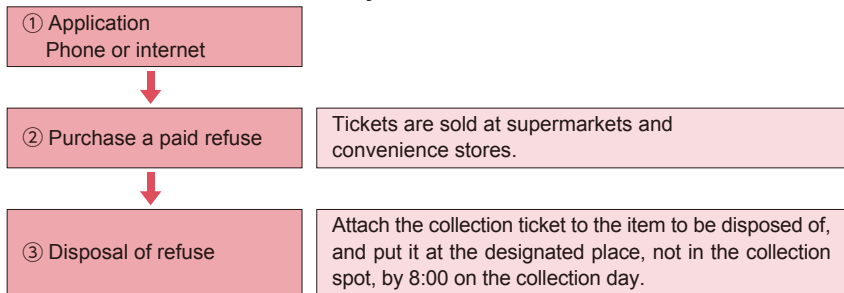 ① Application
Phone or internet
② Purchase a paid refuse
Tickets are sold at supermarkets and
convenience stores.
③ Disposal of refuse
Attach the collection ticket to the item to be disposed of,
and put it at the designated place, not in the collection
spot, by 8:00 on the collection day.